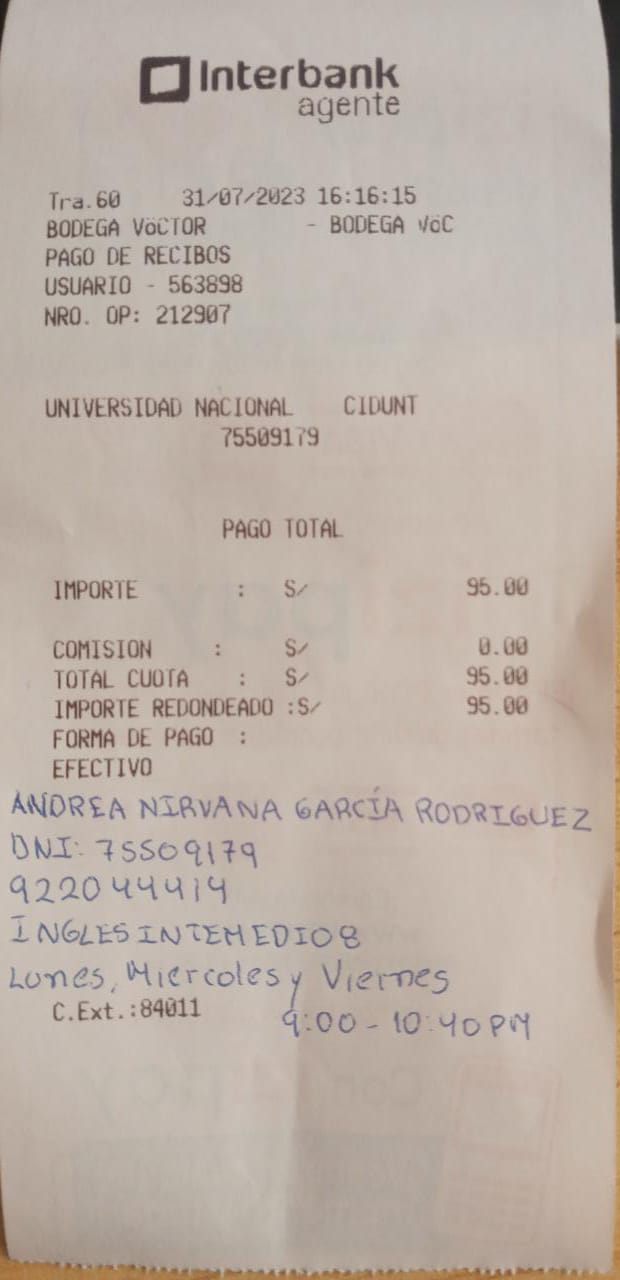 Interbank
agente
Tra.60 31/07/2023 16:16:15
BODEGA VöCTOR - BODEGA VöC
PAGO DE RECIBOS
USUARIO - 563898
NRO. OP: 212907
UNIVERSIDAD NACIONAL CIDUNT
75509179
PAGO TOTAL
IMPORTE : S/ 95.00
COMISION : S/ 0.00
TOTAL CUOTA : S/ 95.00
IMPORTE REDONDEADO :S/ 95.00
FORMA DE PAGO :
EFECTIVO
ANDREA NIRVANA GARCÍA RODRIGUEZ
DNI: 75509179
922044414
INGLES INTEMEDIO 8
Lunes, Miercoles y Viernes
C.Ext.:84011 9:00 - 10:40 PM